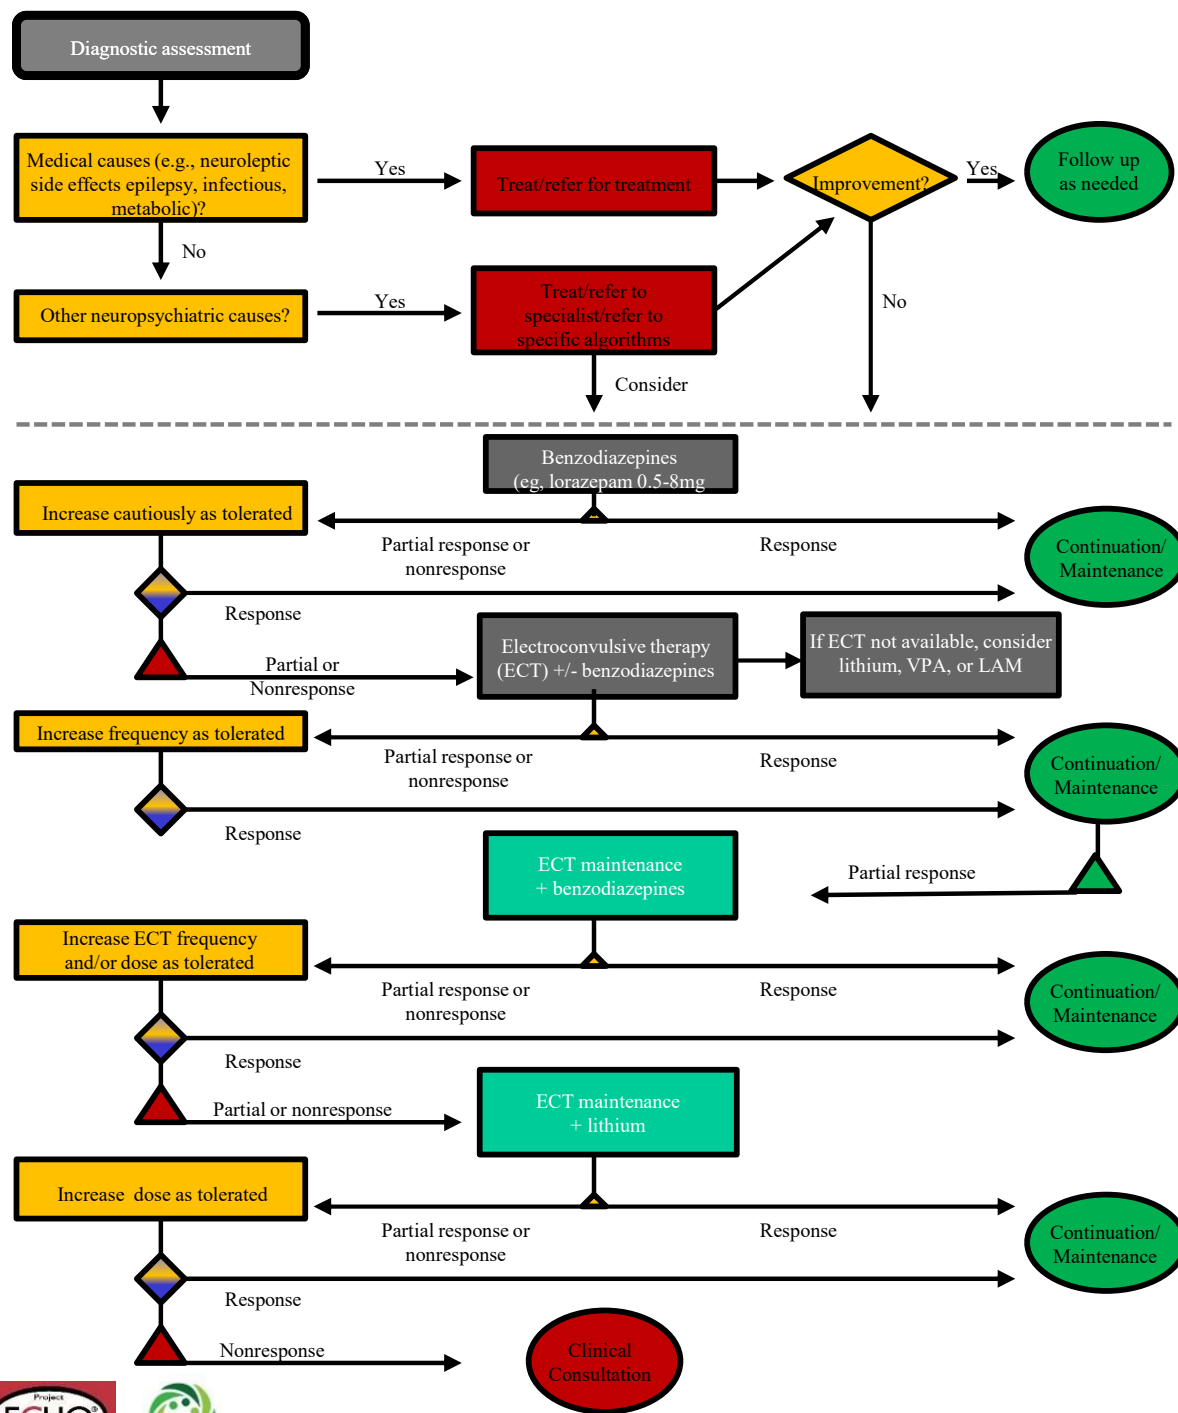 Diagnostic assessment
Medical causes (e.g., neuroleptic
side effects epilepsy, infectious,
metabolic)?
Yes
Treat/refer for treatment
Improvement?
Yes
Follow up
as needed
No
Other neuropsychiatric causes?
Yes
Treat/refer to
specialist/refer to
specific algorithms
No
Consider
Benzodiazepines
(eg, lorazepam 0.5-8mg
Increase cautiously as tolerated
Partial response or
nonresponse
Response
Continuation/
Maintenance
Response
Electroconvulsive therapy
(ECT) +/- benzodiazepines
If ECT not available, consider
lithium, VPA, or LAM
Partial or
Nonresponse
Increase frequency as tolerated
Partial response or
nonresponse
Response
Continuation/
Maintenance
Response
ECT maintenance
+ benzodiazepines
Partial response
Increase ECT frequency
and/or dose as tolerated
Partial response or
nonresponse
Response
Continuation/
Maintenance
Response
Partial or nonresponse
ECT maintenance
+ lithium
Increase  dose as tolerated
Partial response or
nonresponse
Response
Continuation/
Maintenance
Response
Nonresponse
Clinical
Consultation
Project